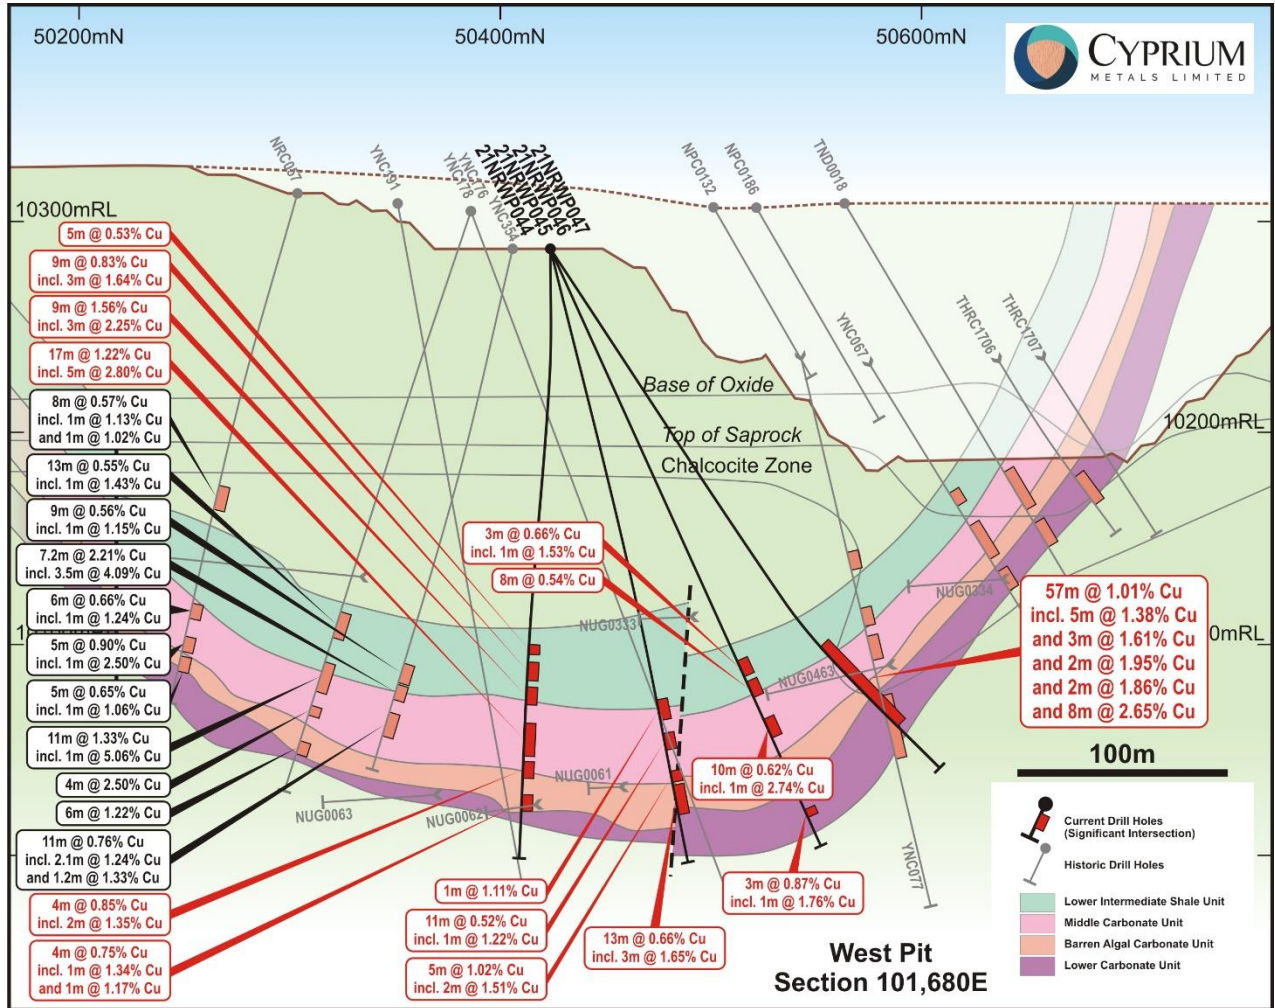 50200mN
50400mN
50600mN
CYPRIUM
METALS LIMITED
NRC057
YNC191
YNC178
YNC176
YNC354
21NRWP044
21NRWP045
21NRWP046
21NRWP047
NPC0132
NPC0186
TND0018
10300mRL
5m @ 0.53% Cu
9m @ 0.83% Cu
incl. 3m @ 1.64% Cu
9m @ 1.56% Cu
incl. 3m @ 2.25% Cu
17m @ 1.22% Cu
incl. 5m @ 2.80% Cu
8m @ 0.57% Cu
incl. 1m @ 1.13% Cu
and 1m @ 1.02% Cu
13m @ 0.55% Cu
incl. 1m @ 1.43% Cu
9m @ 0.56% Cu
incl. 1m @ 1.15% Cu
7.2m @ 2.21% Cu
incl. 3.5m @ 4.09% Cu
6m @ 0.66% Cu
incl. 1m @ 1.24% Cu
5m @ 0.90% Cu
incl. 1m @ 2.50% Cu
5m @ 0.65% Cu
incl. 1m @ 1.06% Cu
11m @ 1.33% Cu
incl. 1m @ 5.06% Cu
4m @ 2.50% Cu
6m @ 1.22% Cu
11m @ 0.76% Cu
incl. 2.1m @ 1.24% Cu
and 1.2m @ 1.33% Cu
4m @ 0.85% Cu
incl. 2m @ 1.35% Cu
4m @ 0.75% Cu
incl. 1m @ 1.34% Cu
and 1m @ 1.17% Cu
YNC067
THRC1706
THRC1707
Base of Oxide
Top of Saprock
Chalcocite Zone
10200mRL
3m @ 0.66% Cu
incl. 1m @ 1.53% Cu
8m @ 0.54% Cu
NUG0333
NUG0334
NUG0463
0mRL
57m @ 1.01% Cu
incl. 5m @ 1.38% Cu
and 3m @ 1.61% Cu
and 2m @ 1.95% Cu
and 2m @ 1.86% Cu
and 8m @ 2.65% Cu
NUG0061
NUG0063
NUG0062
10m @ 0.62% Cu
incl. 1m @ 2.74% Cu
YNC077
1m @ 1.11% Cu
11m @ 0.52% Cu
incl. 1m @ 1.22% Cu
5m @ 1.02% Cu
incl. 2m @ 1.51% Cu
13m @ 0.66% Cu
incl. 3m @ 1.65% Cu
3m @ 0.87% Cu
incl. 1m @ 1.76% Cu
West Pit
Section 101,680E
100m
Current Drill Holes
(Significant Intersection)
Historic Drill Holes
Lower Intermediate Shale Unit
Middle Carbonate Unit
Barren Algal Carbonate Unit
Lower Carbonate Unit